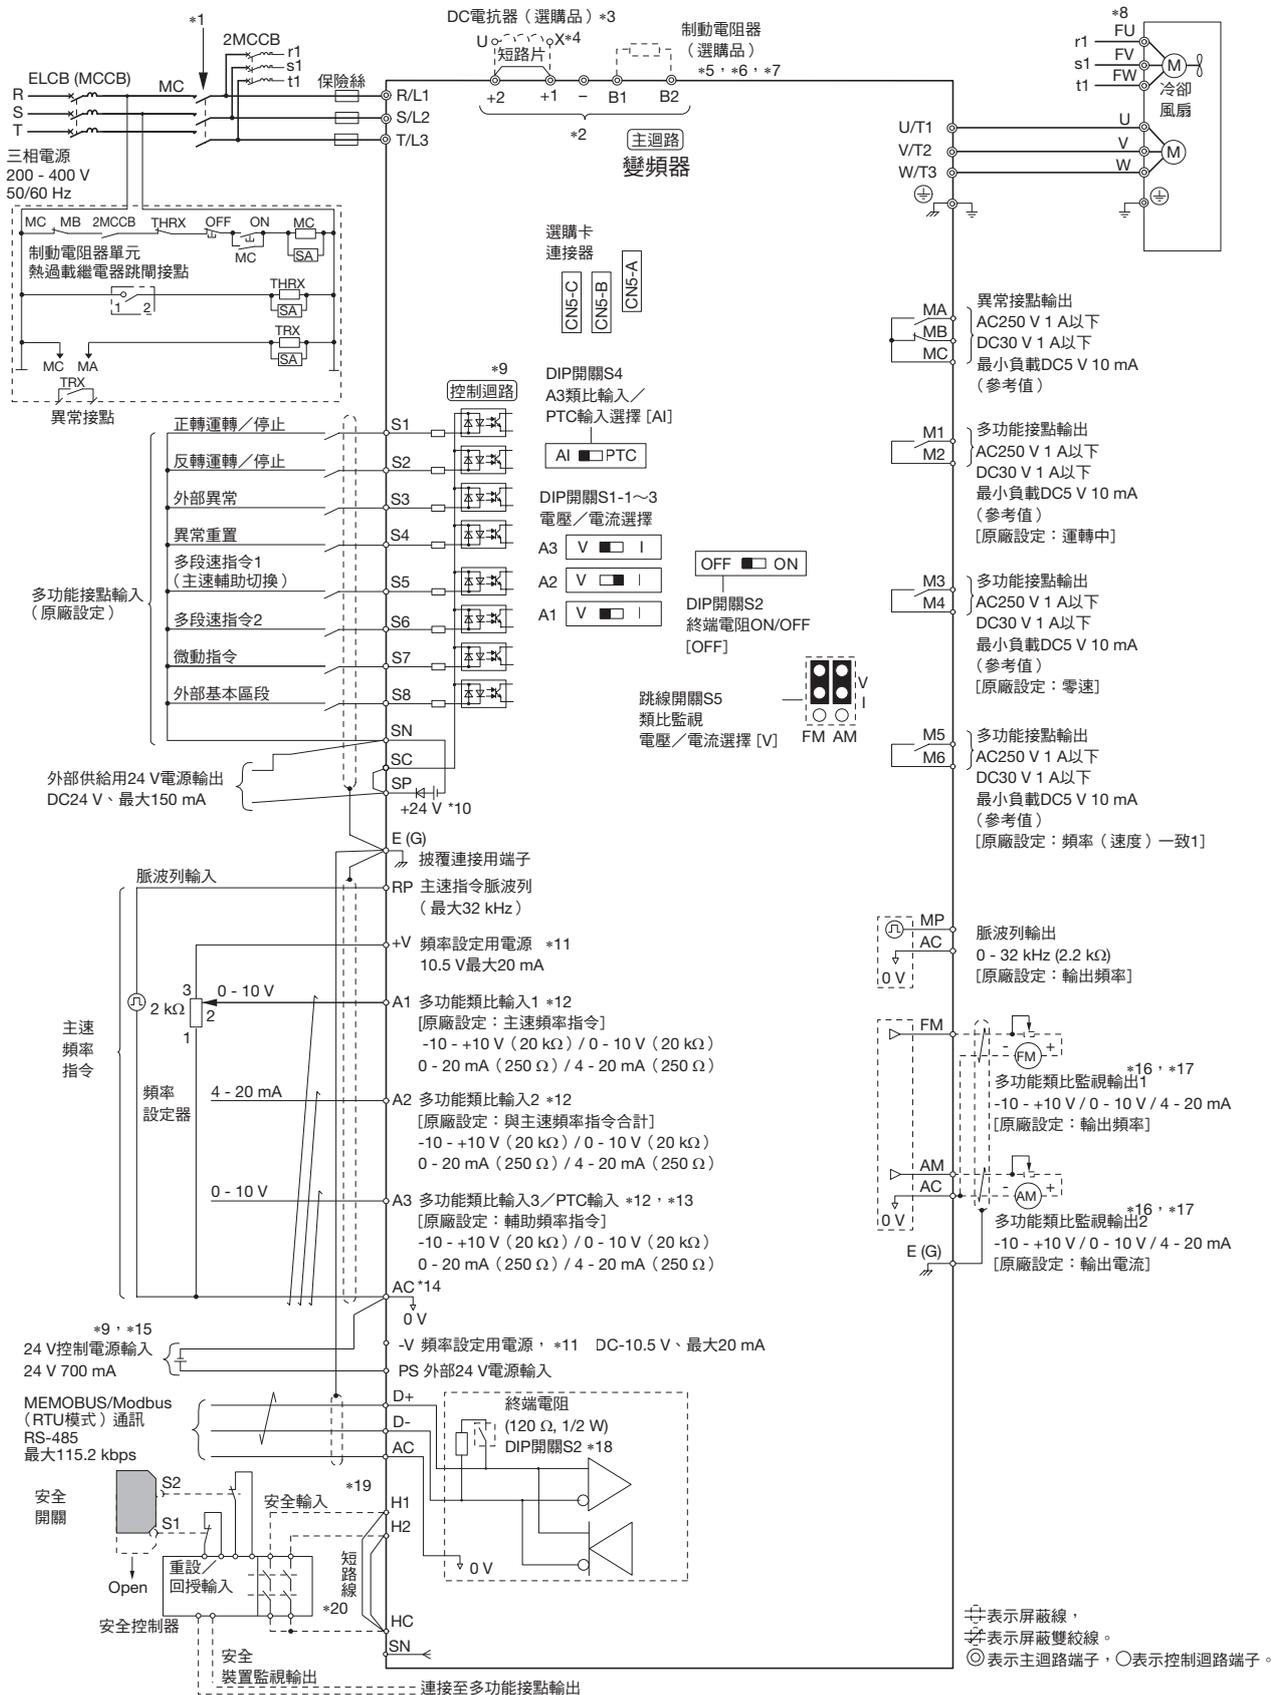 *1
2MCCB
r1
s1
t1
ELCB (MCCB)
MC
保險絲
R
S
T
R/L1
S/L2
T/L3
三相電源
200 - 400 V
50/60 Hz
DC電抗器（選購品）*3
U
X*4
短路片
制動電阻器
（選購品）
*5，*6，*7
+2
+1
−
B1
B2
*2
主迴路
變頻器
*8
FU
FV
FW
r1
s1
t1
M
冷卻
風扇
U/T1
V/T2
W/T3
U
V
W
M
MC
MB
2MCCB
THRX
OFF
ON
MC
MC
SA
制動電阻器單元
熱過載繼電器跳閘接點
1
2
THRX
SA
TRX
SA
MC
MA
TRX
異常接點
選購卡
連接器
CN5-C
CN5-B
CN5-A
*9
控制迴路
DIP開關S4
A3類比輸入／
PTC輸入選擇 [AI]
AI
PTC
DIP開關S1-1～3
電壓／電流選擇
A3
V
I
A2
V
I
A1
V
I
OFF
ON
DIP開關S2
終端電阻ON/OFF
[OFF]
跳線開關S5
類比監視
電壓／電流選擇 [V]
V
I
FM AM
多功能接點輸入
（原廠設定）
正轉運轉／停止
S1
反轉運轉／停止
S2
外部異常
S3
異常重置
S4
多段速指令1
（主速輔助切換）
S5
多段速指令2
S6
微動指令
S7
外部基本區段
S8
SN
SC
SP
+24 V *10
外部供給用24 V電源輸出
DC24 V、最大150 mA
E (G)
披覆連接用端子
MA
MB
MC
異常接點輸出
AC250 V 1 A以下
DC30 V 1 A以下
最小負載DC5 V 10 mA
（參考值）
M1
M2
多功能接點輸出
AC250 V 1 A以下
DC30 V 1 A以下
最小負載DC5 V 10 mA
（參考值）
[原廠設定：運轉中]
M3
M4
多功能接點輸出
AC250 V 1 A以下
DC30 V 1 A以下
最小負載DC5 V 10 mA
（參考值）
[原廠設定：零速]
M5
M6
多功能接點輸出
AC250 V 1 A以下
DC30 V 1 A以下
最小負載DC5 V 10 mA
（參考值）
[原廠設定：頻率（速度）一致1]
主速
頻率
指令
脈波列輸入
RP
主速指令脈波列
（最大32 kHz）
+V
頻率設定用電源 *11
10.5 V最大20 mA
2 kΩ
3
2
1
頻率
設定器
0 - 10 V
A1
多功能類比輸入1 *12
[原廠設定：主速頻率指令]
-10 - +10 V（20 kΩ）/ 0 - 10 V（20 kΩ）
0 - 20 mA（250 Ω）/ 4 - 20 mA（250 Ω）
4 - 20 mA
A2
多功能類比輸入2 *12
[原廠設定：與主速頻率指令合計]
-10 - +10 V（20 kΩ）/ 0 - 10 V（20 kΩ）
0 - 20 mA（250 Ω）/ 4 - 20 mA（250 Ω）
0 - 10 V
A3
多功能類比輸入3／PTC輸入 *12，*13
[原廠設定：輔助頻率指令]
-10 - +10 V（20 kΩ）/ 0 - 10 V（20 kΩ）
0 - 20 mA（250 Ω）/ 4 - 20 mA（250 Ω）
AC *14
0 V
MP
AC
0 V
脈波列輸出
0 - 32 kHz (2.2 kΩ)
[原廠設定：輸出頻率]
FM
-
FM
+
*16，*17
多功能類比監視輸出1
-10 - +10 V / 0 - 10 V / 4 - 20 mA
[原廠設定：輸出頻率]
AM
AC
0 V
-
AM
+
*16，*17
多功能類比監視輸出2
-10 - +10 V / 0 - 10 V / 4 - 20 mA
[原廠設定：輸出電流]
E (G)
*9，*15
24 V控制電源輸入
24 V 700 mA
-V 頻率設定用電源，*11 DC-10.5 V、最大20 mA
PS 外部24 V電源輸入
MEMOBUS/Modbus
（RTU模式）通訊
RS-485
最大115.2 kbps
D+
D-
AC
終端電阻
(120 Ω, 1/2 W)
DIP開關S2 *18
0 V
安全
開關
S2
S1
Open
*19
安全輸入
H1
H2
短路線
重設／
回授輸入
*20
安全控制器
HC
SN
安全
裝置監視輸出
連接至多功能接點輸出
表示屏蔽線，
表示屏蔽雙絞線。
◎表示主迴路端子，○表示控制迴路端子。